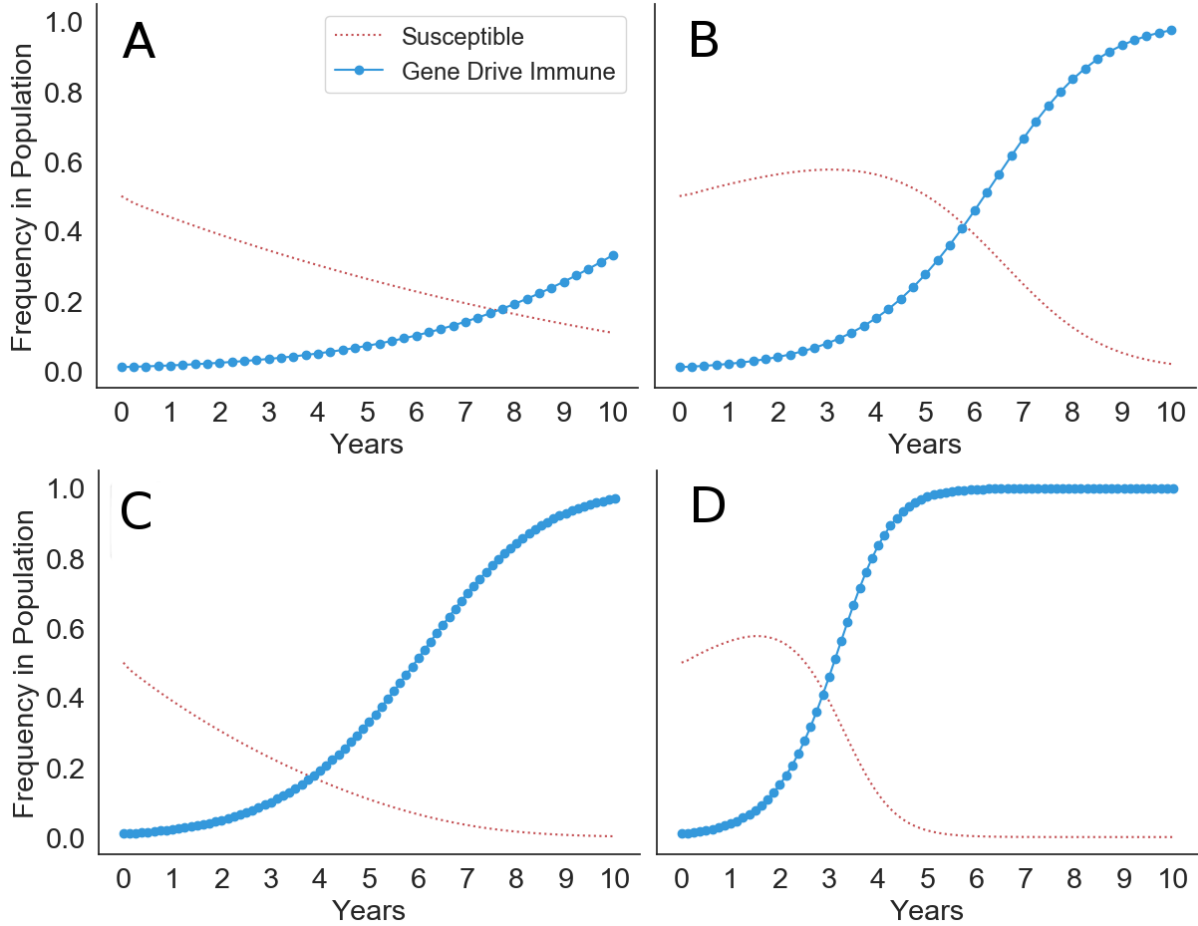 A
Susceptible
Gene Drive Immune
Frequency in Population
1.0
0.8
0.6
0.4
0.2
0.0
0 1 2 3 4 5 6 7 8 9 10
Years
B
0 1 2 3 4 5 6 7 8 9 10
Years
C
Frequency in Population
1.0
0.8
0.6
0.4
0.2
0.0
0 1 2 3 4 5 6 7 8 9 10
Years
D
0 1 2 3 4 5 6 7 8 9 10
Years